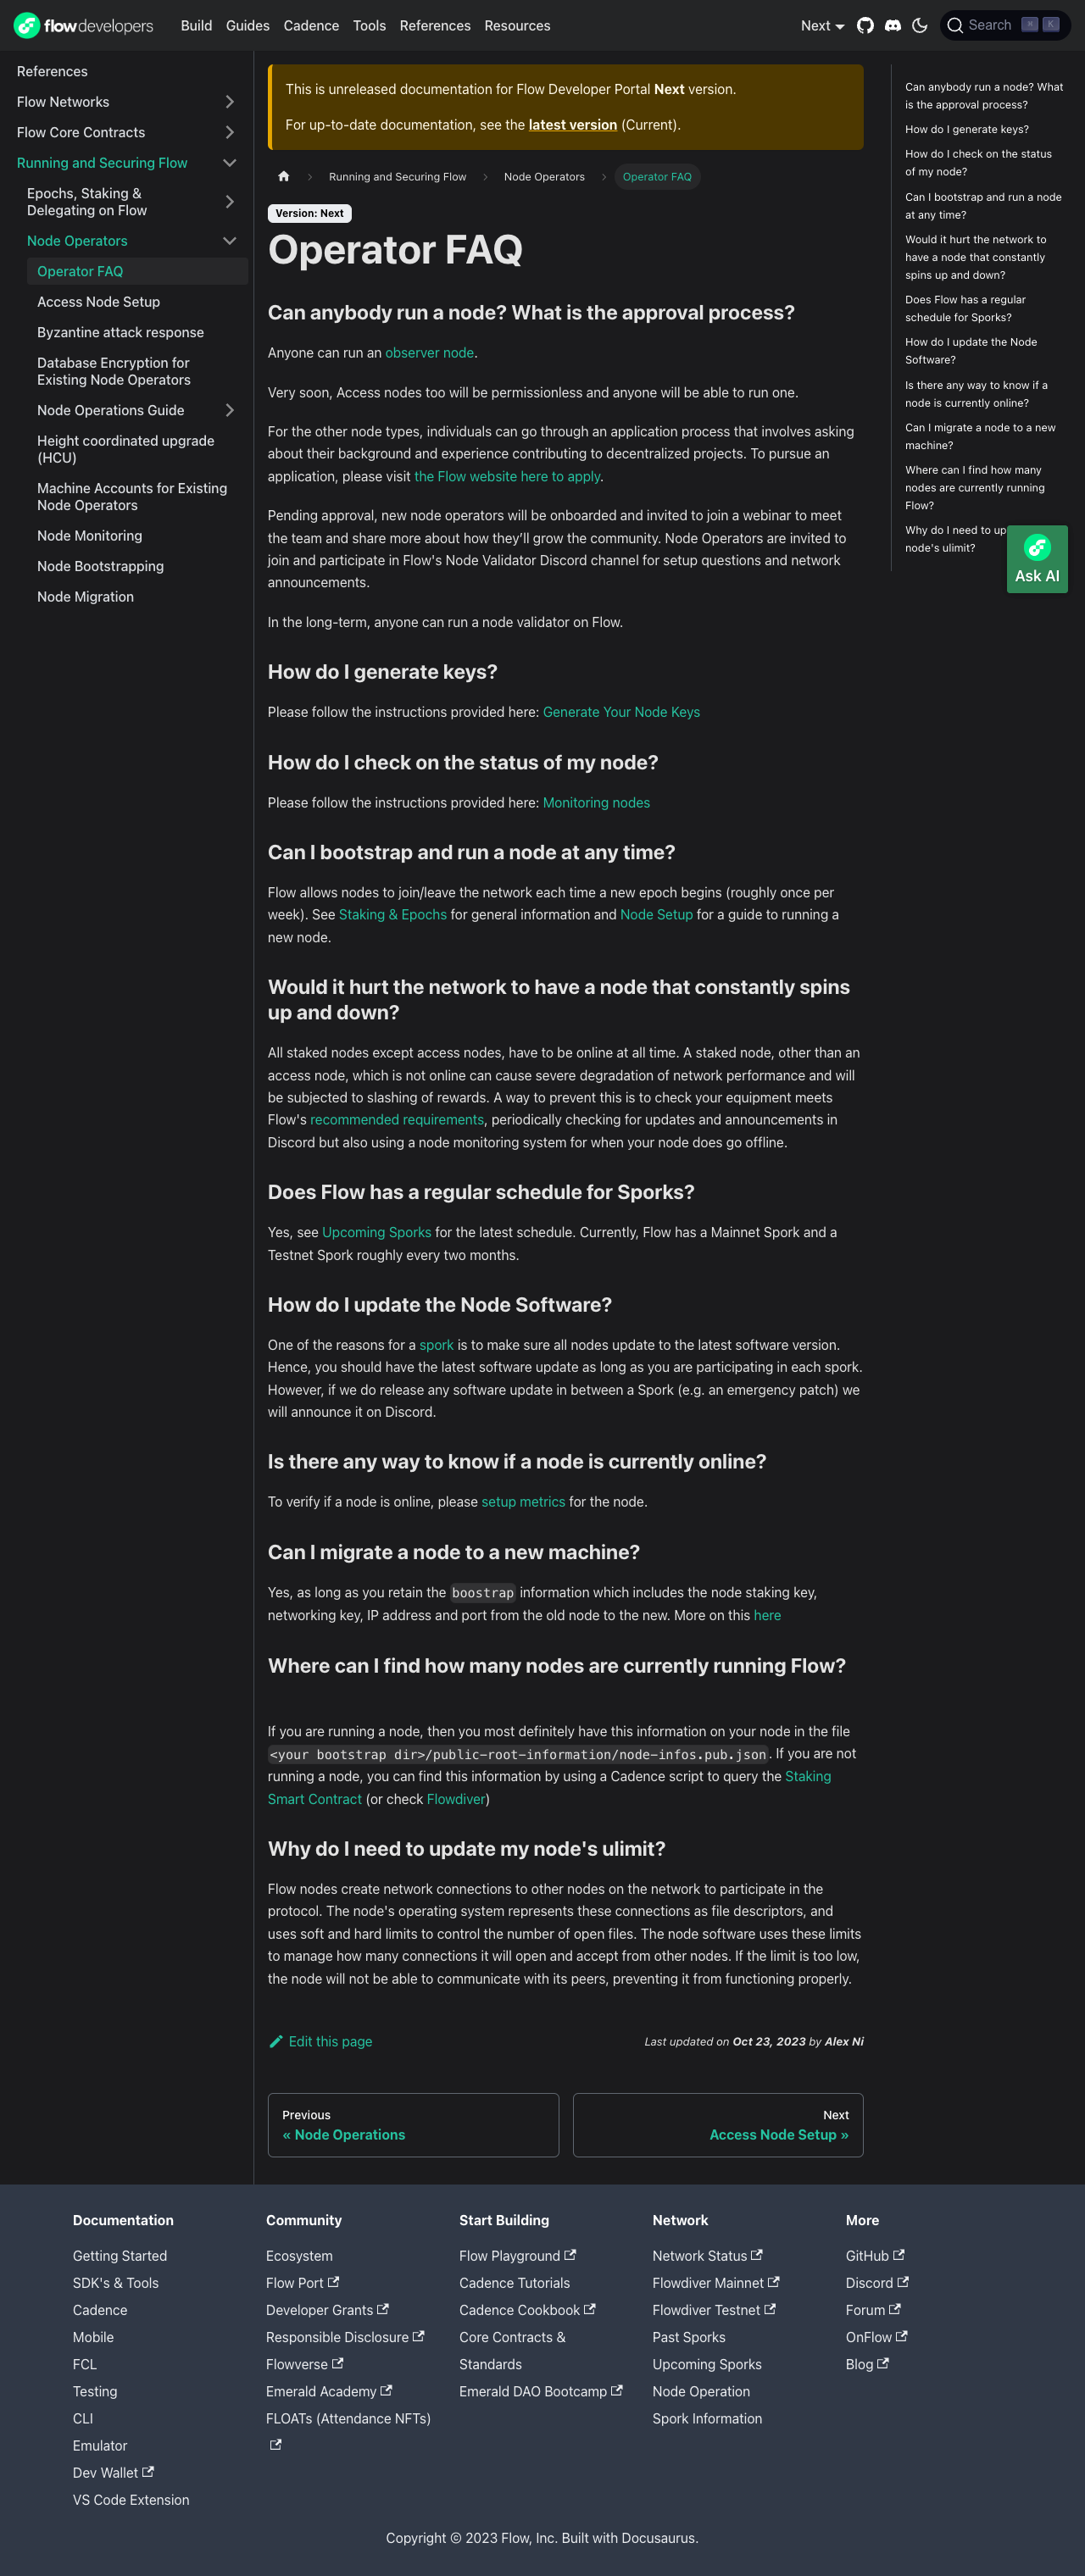 flow developers
Build Guides Cadence Tools References Resources
Next
Search ⌘ K
References
Flow Networks
Flow Core Contracts
Running and Securing Flow
Epochs, Staking &
Delegating on Flow
Node Operators
Operator FAQ
Access Node Setup
Byzantine attack response
Database Encryption for
Existing Node Operators
Node Operations Guide
Height coordinated upgrade
(HCU)
Machine Accounts for Existing
Node Operators
Node Monitoring
Node Bootstrapping
Node Migration
This is unreleased documentation for Flow Developer Portal Next version.
For up-to-date documentation, see the latest version (Current).
Running and Securing Flow
Node Operators
Operator FAQ
Version: Next
Operator FAQ
Can anybody run a node? What is the approval process?
Anyone can run an observer node.
Very soon, Access nodes too will be permissionless and anyone will be able to run one.
For the other node types, individuals can go through an application process that involves asking
about their background and experience contributing to decentralized projects. To pursue an
application, please visit the Flow website here to apply.
Pending approval, new node operators will be onboarded and invited to join a webinar to meet
the team and share more about how they'll grow the community. Node Operators are invited to
join and participate in Flow's Node Validator Discord channel for setup questions and network
announcements.
In the long-term, anyone can run a node validator on Flow.
How do I generate keys?
Please follow the instructions provided here: Generate Your Node Keys
How do I check on the status of my node?
Please follow the instructions provided here: Monitoring nodes
Can I bootstrap and run a node at any time?
Flow allows nodes to join/leave the network each time a new epoch begins (roughly once per
week). See Staking & Epochs for general information and Node Setup for a guide to running a
new node.
Would it hurt the network to have a node that constantly spins
up and down?
All staked nodes except access nodes, have to be online at all time. A staked node, other than an
access node, which is not online can cause severe degradation of network performance and will
be subjected to slashing of rewards. A way to prevent this is to check your equipment meets
Flow's recommended requirements, periodically checking for updates and announcements in
Discord but also using a node monitoring system for when your node does go offline.
Does Flow has a regular schedule for Sporks?
Yes, see Upcoming Sporks for the latest schedule. Currently, Flow has a Mainnet Spork and a
Testnet Spork roughly every two months.
How do I update the Node Software?
One of the reasons for a spork is to make sure all nodes update to the latest software version.
Hence, you should have the latest software update as long as you are participating in each spork.
However, if we do release any software update in between a Spork (e.g. an emergency patch) we
will announce it on Discord.
Is there any way to know if a node is currently online?
To verify if a node is online, please setup metrics for the node.
Can I migrate a node to a new machine?
Yes, as long as you retain the boostrap information which includes the node staking key,
networking key, IP address and port from the old node to the new. More on this here
Where can I find how many nodes are currently running Flow?
If you are running a node, then you most definitely have this information on your node in the file
<your bootstrap dir>/public-root-information/node-infos.pub.json. If you are not
running a node, you can find this information by using a Cadence script to query the Staking
Smart Contract (or check Flowdiver)
Why do I need to update my node's ulimit?
Flow nodes create network connections to other nodes on the network to participate in the
protocol. The node's operating system represents these connections as file descriptors, and
uses this soft and hard limits to control the number of open files. The node software uses these limits
to manage how many connections it will open and accept from other nodes. If the limit is too low,
the node will not be able to communicate with its peers, preventing it from functioning properly.
Edit this page
Last updated on Oct 23, 2023 by Alex Ni
Previous
« Node Operations
Next
Access Node Setup »
Can anybody run a node? What
is the approval process?
How do I generate keys?
How do I check on the status
of my node?
Can I bootstrap and run a node
at any time?
Would it hurt the network to
have a node that constantly
spins up and down?
Does Flow has a regular
schedule for Sporks?
How do I update the Node
Software?
Is there any way to know if a
node is currently online?
Can I migrate a node to a new
machine?
Where can I find how many
nodes are currently running
Flow?
Why do I need to up
node's ulimit?
Ask AI
Documentation
Getting Started
SDK's & Tools
Cadence
Mobile
FCL
Testing
CLI
Emulator
Dev Wallet
VS Code Extension
Community
Ecosystem
Flow Port
Developer Grants
Responsible Disclosure
Flowverse
Emerald Academy
FLOATs (Attendance NFTs)
Start Building
Flow Playground
Cadence Tutorials
Cadence Cookbook
Core Contracts &
Standards
Emerald DAO Bootcamp
Network
Network Status
Flowdiver Mainnet
Flowdiver Testnet
Past Sporks
Upcoming Sporks
Node Operation
Spork Information
More
GitHub
Discord
Forum
OnFlow
Blog
Copyright © 2023 Flow, Inc. Built with Docusaurus.